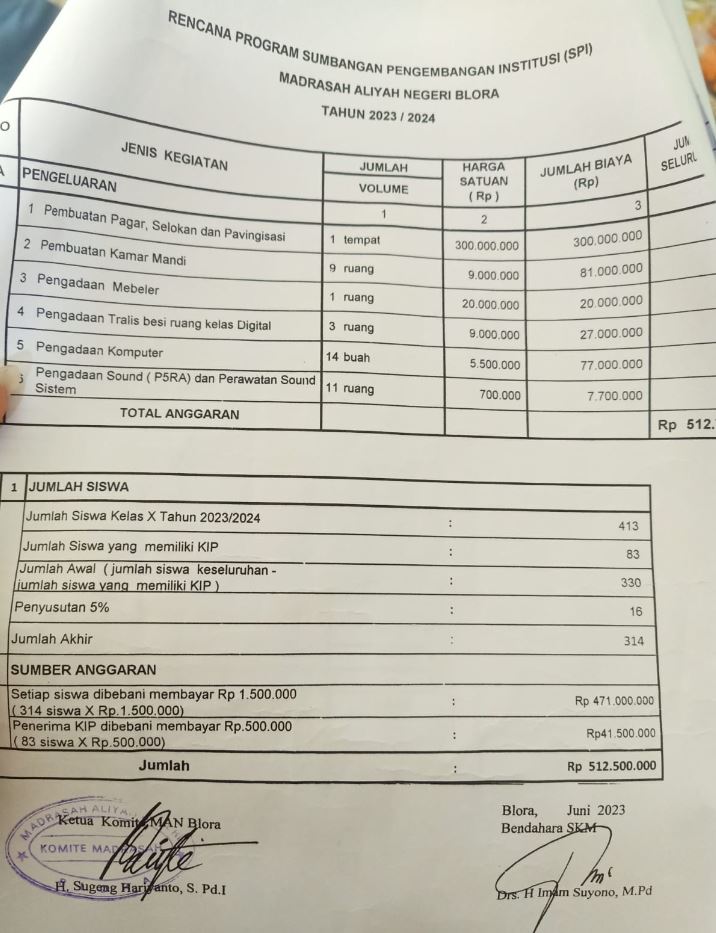 RENCANA PROGRAM SUMBANGAN PENGEMBANGAN INSTITUSI (SPI)
MADRASAH ALIYAH NEGERI BLORA
TAHUN 2023 / 2024
O JENIS KEGIATAN JUMLAH VOLUME HARGA SATUAN ( Rp ) JUMLAH BIAYA (Rp) JUM SELURU
A PENGELUARAN 1 2 3
1 Pembuatan Pagar, Selokan dan Pavingisasi 1 tempat 300.000.000 300.000.000
2 Pembuatan Kamar Mandi 9 ruang 9.000.000 81.000.000
3 Pengadaan Mebeler 1 ruang 20.000.000 20.000.000
4 Pengadaan Tralis besi ruang kelas Digital 3 ruang 9.000.000 27.000.000
5 Pengadaan Komputer 14 buah 5.500.000 77.000.000
6 Pengadaan Sound ( P5RA) dan Perawatan Sound
Sistem 11 ruang 700.000 7.700.000
TOTAL ANGGARAN Rp 512.
1 JUMLAH SISWA
Jumlah Siswa Kelas X Tahun 2023/2024 : 413
Jumlah Siswa yang memiliki KIP : 83
Jumlah Awal ( jumlah siswa keseluruhan -
jumlah siswa yang memiliki KIP ) : 330
Penyusutan 5% : 16
Jumlah Akhir : 314
SUMBER ANGGARAN
Setiap siswa dibebani membayar Rp 1.500.000
( 314 siswa X Rp.1.500.000) : Rp 471.000.000
Penerima KIP dibebani membayar Rp.500.000
( 83 siswa X Rp.500.000) : Rp41.500.000
Jumlah : Rp 512.500.000
Blora, Juni 2023
Ketua Komite MAN Blora Bendahara SKM
MADRASAH ALIYA
KOMITE MADRASAH
H. Sugeng Hariyanto, S. Pd.I Drs. H Imam Suyono, M.Pd